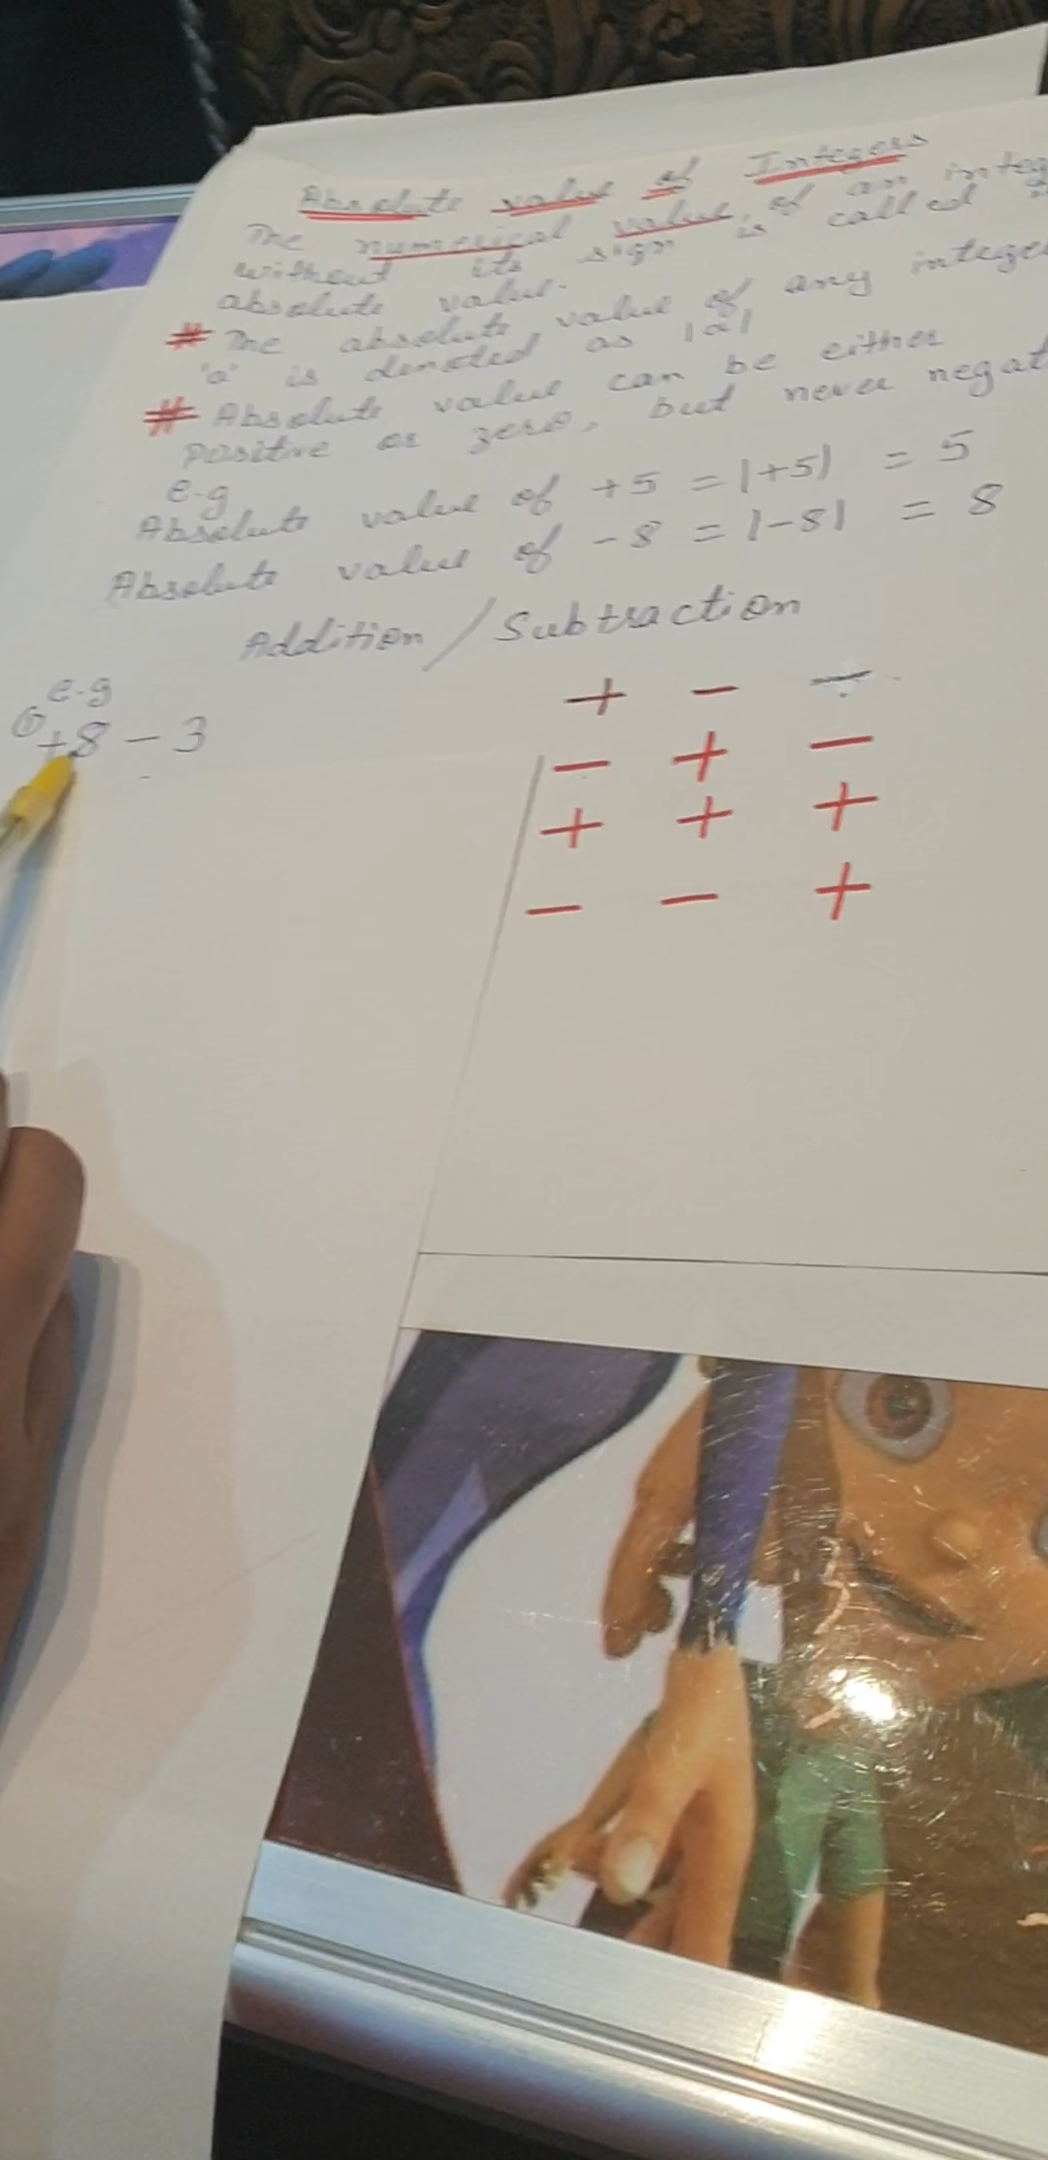 Absolute value of Integers
The numerical value of an integ
without its sign is called
absolute value.
# The absolute value of any intege
'a' is denoted as |a|
# Absolute value can be either
positive or zero, but never negat
e.g
Absolute value of +5 = |+5| = 5
Absolute value of -8 = |-8| = 8
Addition / Subtraction
e.g
① +8 - 3
+ - -
- + -
+ + +
- - +